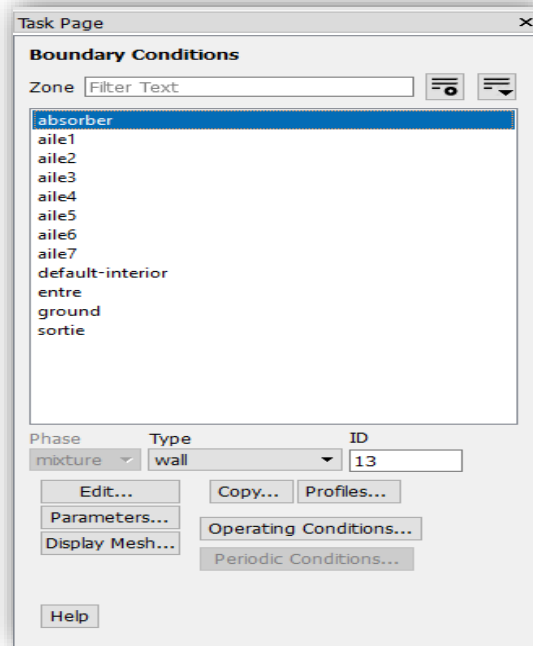 Task Page ×
Boundary Conditions
Zone Filter Text
absorber
aile1
aile2
aile3
aile4
aile5
aile6
aile7
default-interior
entre
ground
sortie
Phase Type ID
mixture wall 13
Edit... Copy... Profiles...
Parameters...
Operating Conditions...
Display Mesh...
Periodic Conditions...
Help